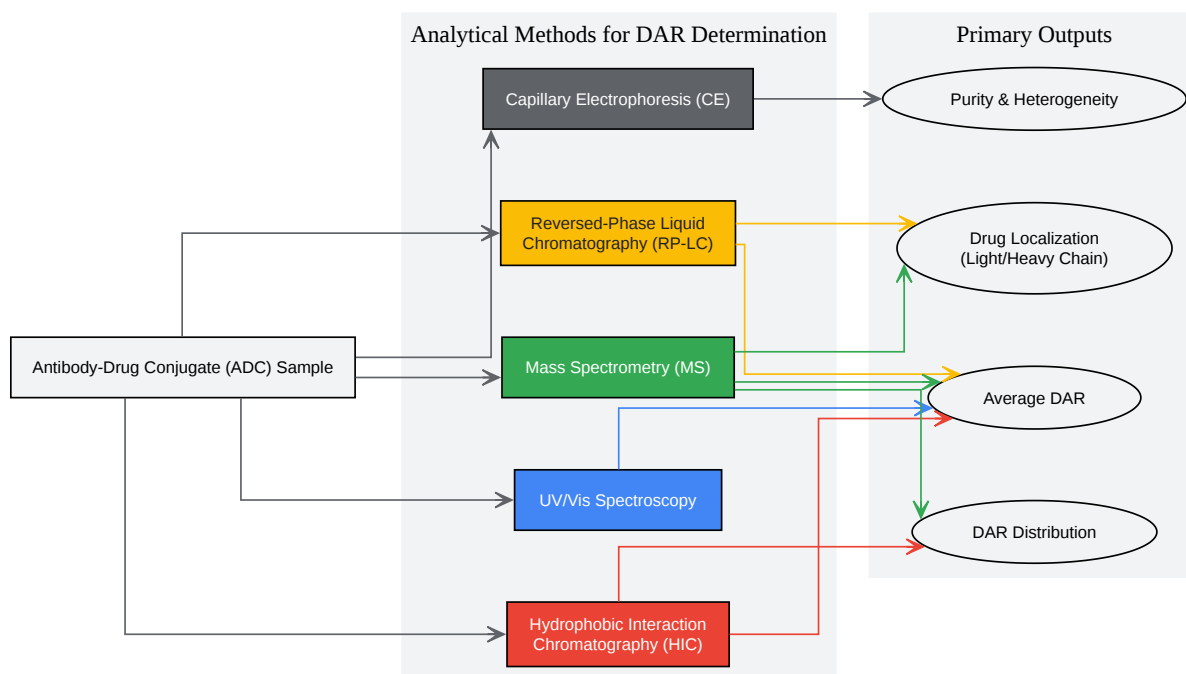 Analytical Methods for DAR Determination
Primary Outputs
Capillary Electrophoresis (CE)
Purity & Heterogeneity
Reversed-Phase Liquid
Chromatography (RP-LC)
Drug Localization
(Light/Heavy Chain)
Antibody-Drug Conjugate (ADC) Sample
Mass Spectrometry (MS)
Average DAR
UV/Vis Spectroscopy
DAR Distribution
Hydrophobic Interaction
Chromatography (HIC)